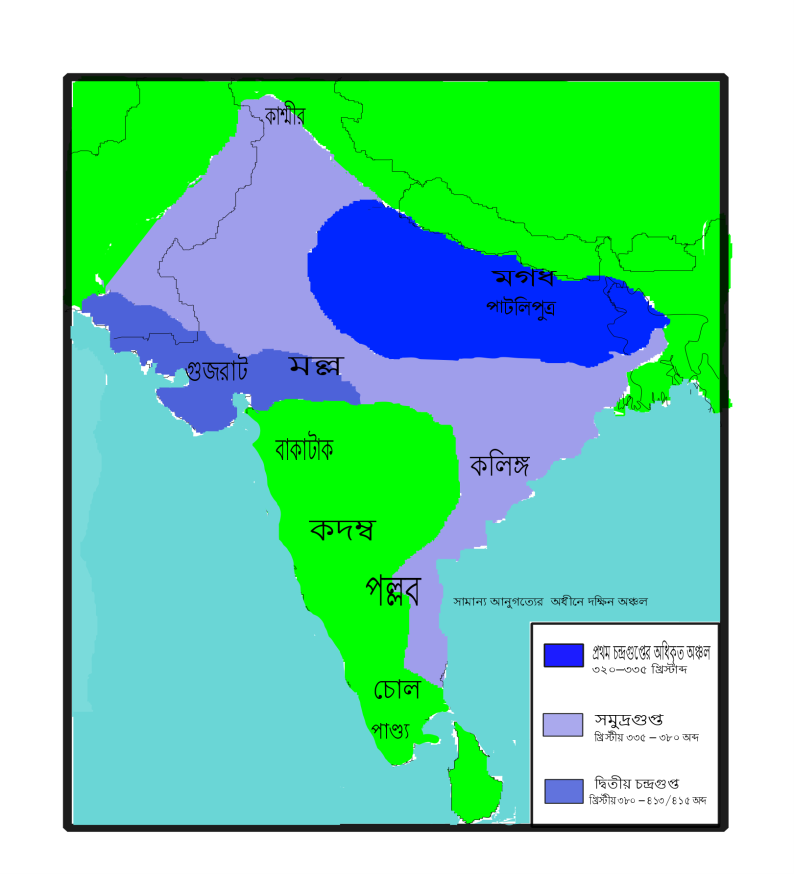 কাশ্মীর
মগধ
পাটলিপুত্র
গুজরাট
মল্ল
বাকাটাক
কলিঙ্গ
কদম্ব
পল্লব
সামান্য আনুগত্যের অধীনে দক্ষিন অঞ্চল
চোল
পাণ্ড্য
প্রথম চন্দ্রগুপ্তের অধিকৃত অঞ্চল
৩২০–৩৩৫ খ্রিস্টাব্দ
সমুদ্রগুপ্ত
খ্রিস্টীয় ৩৩৫ – ৩৮০ অব্দ
দ্বিতীয় চন্দ্রগুপ্ত
খ্রিস্টীয় ৩৮০ – ৪১৩/৪১৫ অব্দ